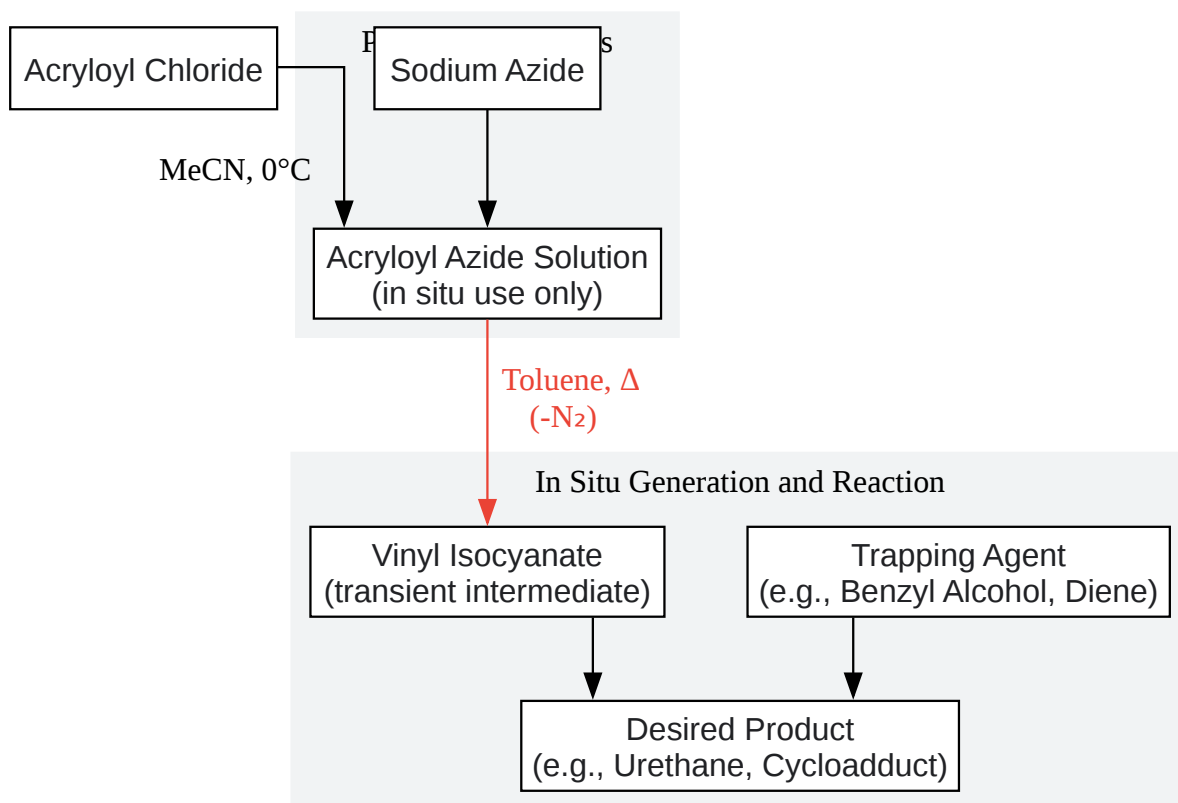 Acryloyl Chloride
Sodium Azide
MeCN, 0°C
Acryloyl Azide Solution
(in situ use only)
Toluene, Δ
(-N₂)
In Situ Generation and Reaction
Vinyl Isocyanate
(transient intermediate)
Trapping Agent
(e.g., Benzyl Alcohol, Diene)
Desired Product
(e.g., Urethane, Cycloadduct)